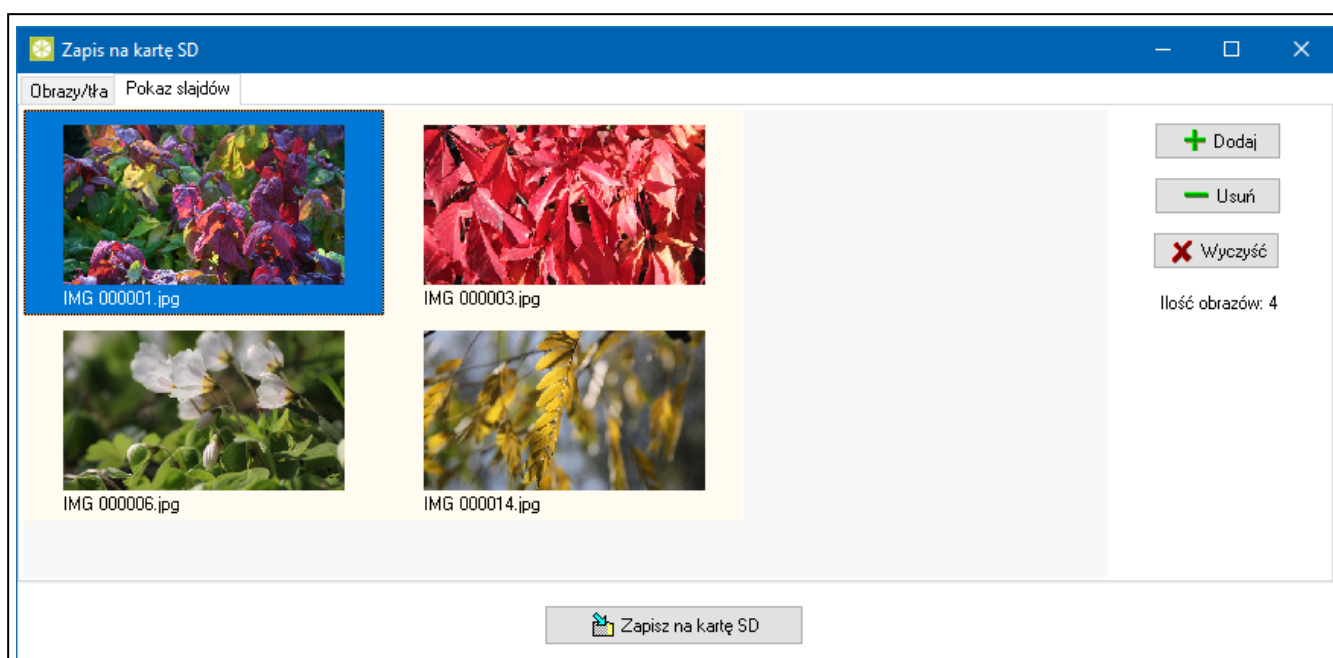 Zapis na kartę SD
Obrazy/tła Pokaz slajdów
IMG 000001.jpg
IMG 000003.jpg
IMG 000006.jpg
IMG 000014.jpg
Dodaj
Usuń
Wyczyść
Ilość obrazów: 4
Zapisz na kartę SD